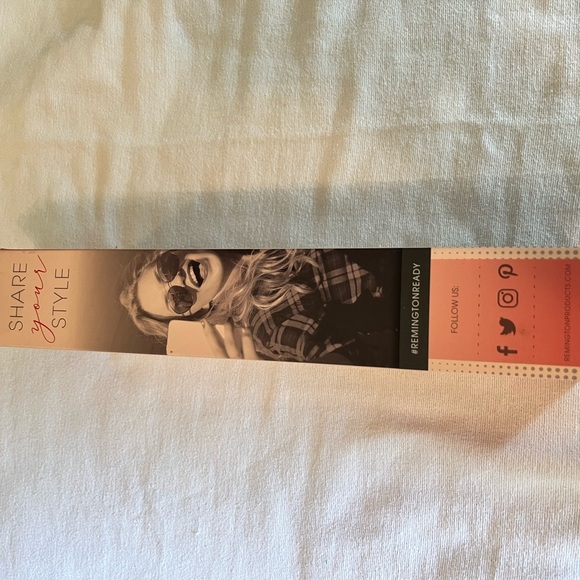 SHARE
your
STYLE
#REMINGTONREADY
FOLLOW US:
REMINGTONPRODUCTS.COM